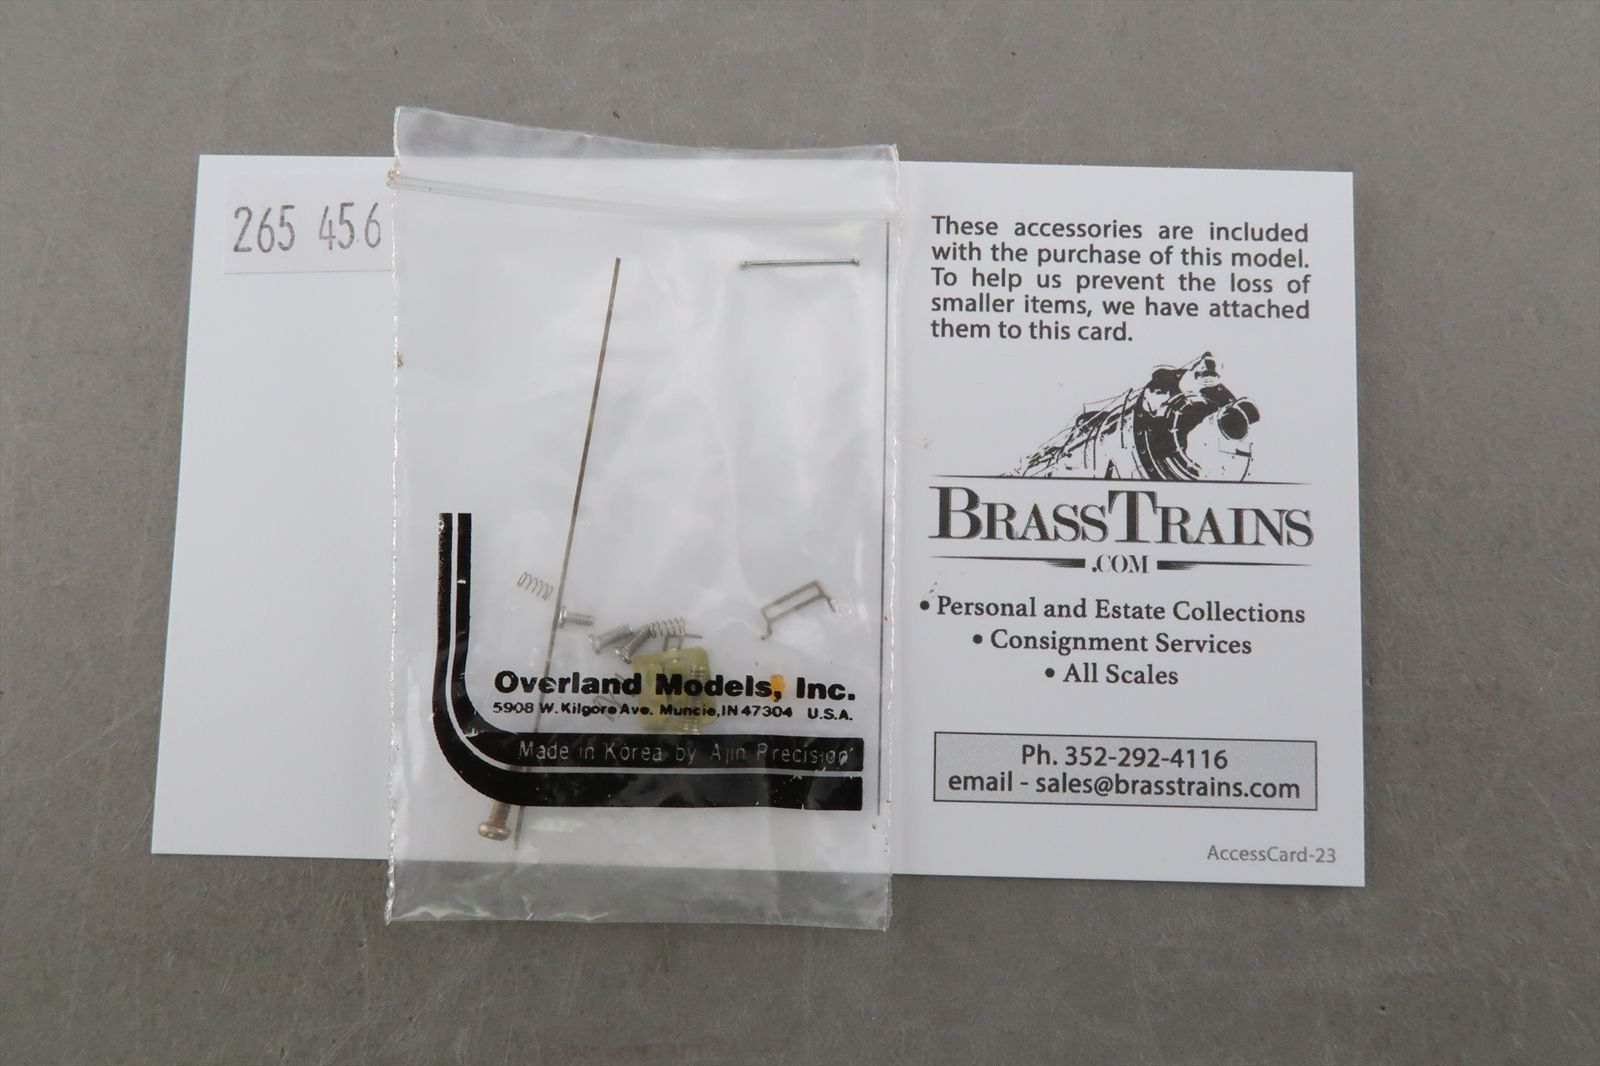 265 456
These accessories are included
with the purchase of this model.
To help us prevent the loss of
smaller items, we have attached
them to this card.
BRASSTRAINS
.COM
• Personal and Estate Collections
• Consignment Services
• All Scales
Ph. 352-292-4116
email - sales@brasstrains.com
AccessCard-23
Overland Models, Inc.
5908 W. Kilgore Ave. Muncie, IN 47304 U.S.A.
Made in Korea by Ajin Precision